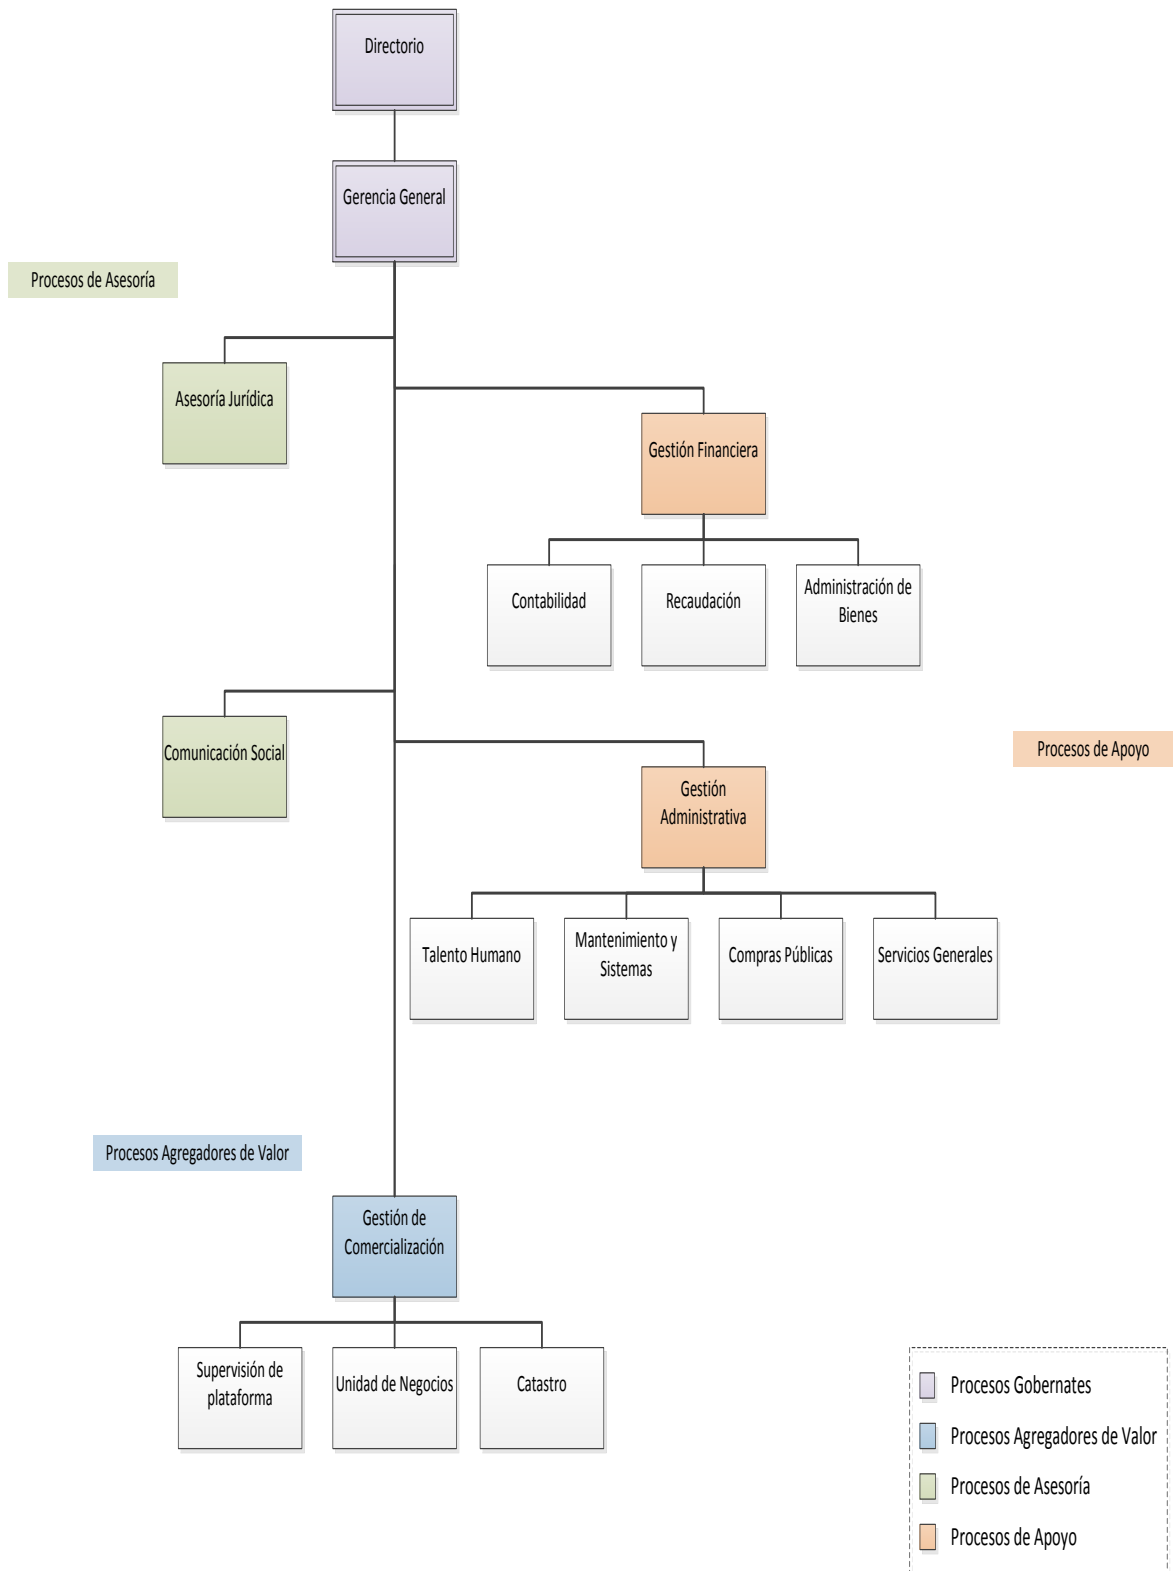 Directorio
Gerencia General
Procesos de Asesoría
Asesoría Jurídica
Gestión Financiera
Contabilidad
Recaudación
Administración de
Bienes
Comunicación Social
Procesos de Apoyo
Gestión
Administrativa
Talento Humano
Mantenimiento y
Sistemas
Compras Públicas
Servicios Generales
Procesos Agregadores de Valor
Gestión de
Comercialización
Supervisión de
plataforma
Unidad de Negocios
Catastro
Procesos Gobernates
Procesos Agregadores de Valor
Procesos de Asesoría
Procesos de Apoyo